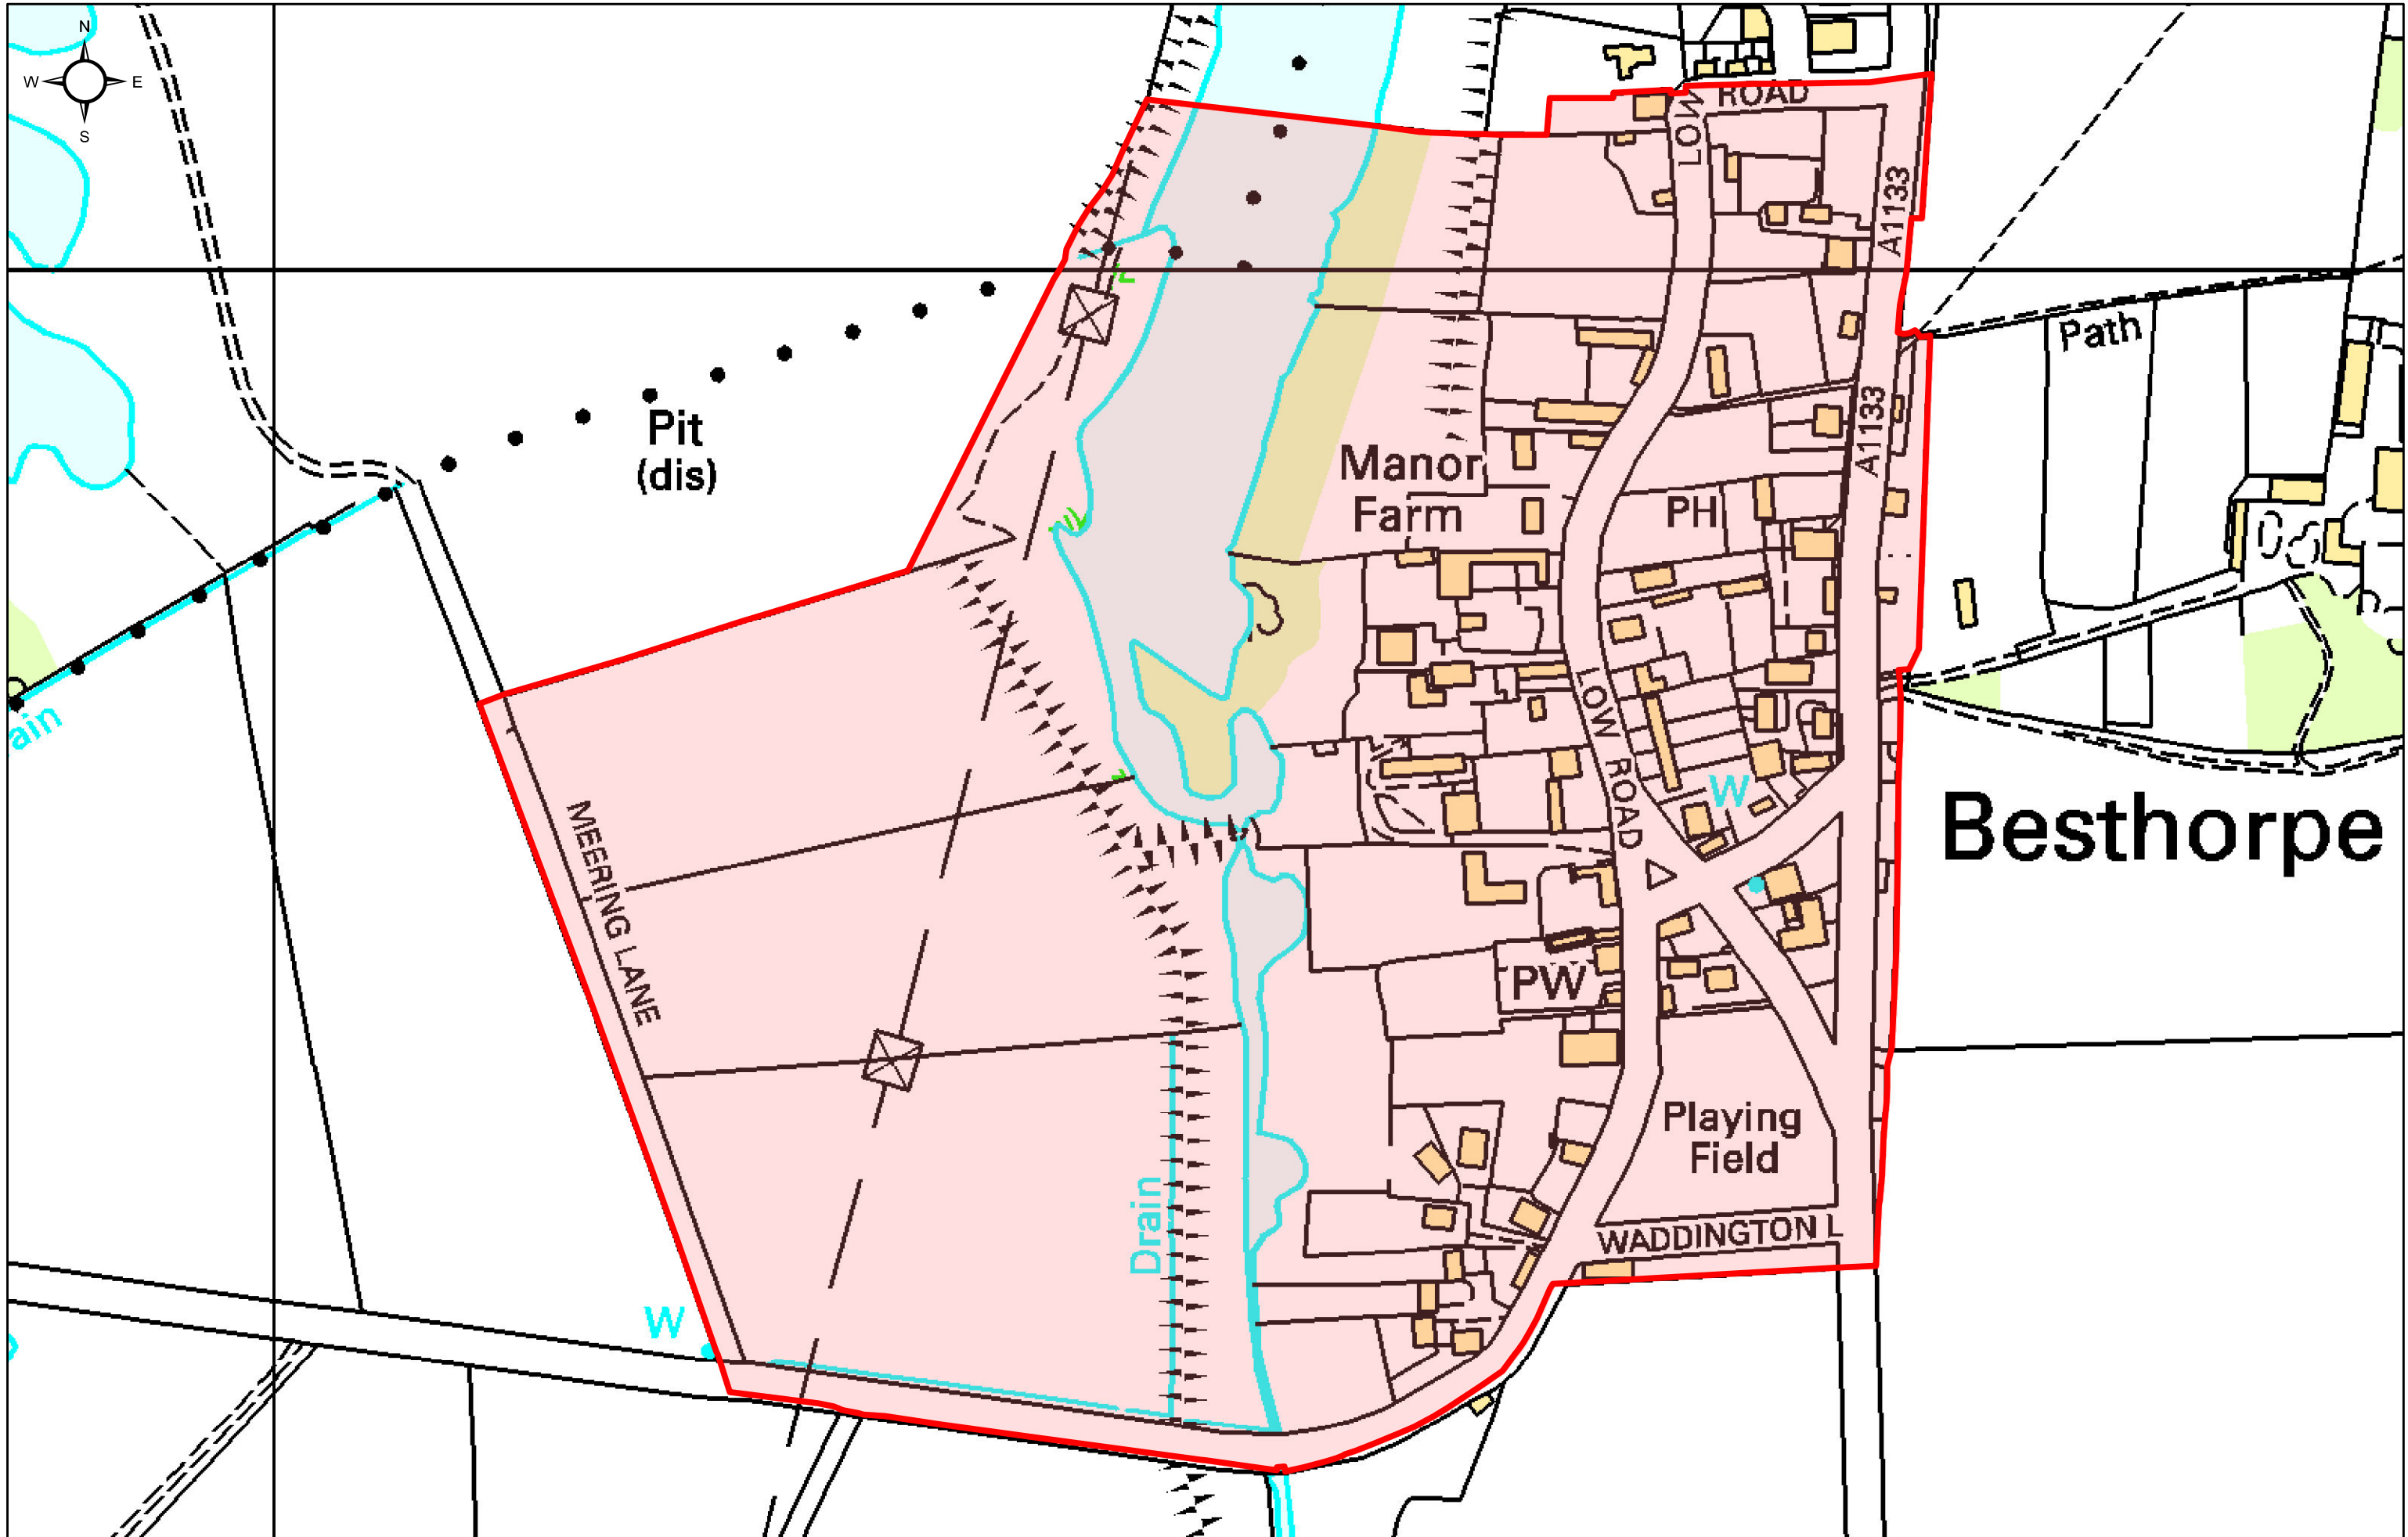 N
W
E
S
LOW
ROAD
A1133
Path
A1133
Pit
(dis)
Manor
Farm
PH
LOW ROAD
ain
W
Besthorpe
MEERING LANE
PW
Playing
Field
Drain
WADDINGTON L
W